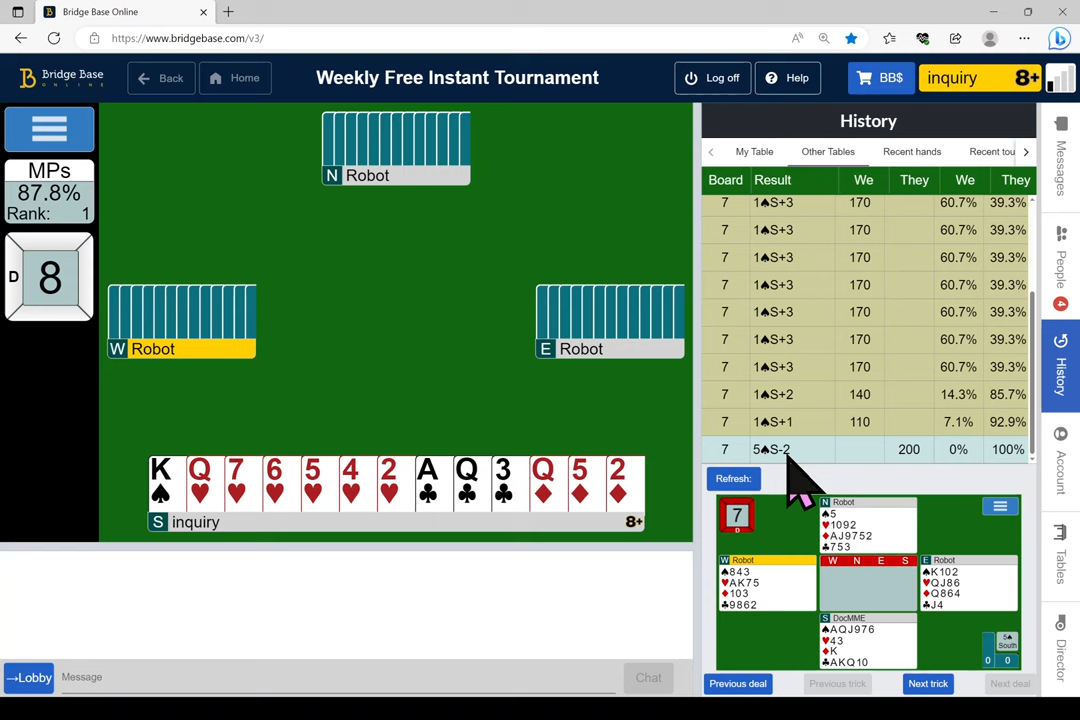 Bridge Base Online
https://www.bridgebase.com/v3/
Bridge Base
ONLINE
Back
Home
Weekly Free Instant Tournament
Log off
Help
BB$
inquiry 8+
MPs
87.8%
Rank: 1
D 8
N Robot
W Robot
E Robot
K Q 7 6 5 4 2 A Q 3 Q 5 2
♠ ♥ ♥ ♥ ♥ ♥ ♥ ♣ ♣ ♣ ♦ ♦ ♦
S inquiry 8+
→Lobby
Message
Chat
History
My Table
Other Tables
Recent hands
Recent tou
Board Result We They We They
7 1♠S+3 170 60.7% 39.3%
7 1♠S+3 170 60.7% 39.3%
7 1♠S+3 170 60.7% 39.3%
7 1♠S+3 170 60.7% 39.3%
7 1♠S+3 170 60.7% 39.3%
7 1♠S+3 170 60.7% 39.3%
7 1♠S+3 170 60.7% 39.3%
7 1♠S+2 140 14.3% 85.7%
7 1♠S+1 110 7.1% 92.9%
7 5♠S-2 200 0% 100%
Refresh:
7
D
N Robot
♠5
♥1092
♦AJ9752
♣753
W Robot
♠843
♥AK75
♦103
♣9862
W N E S
E Robot
♠K102
♥QJ86
♦Q864
♣J4
S DocMME
♠AQJ976
♥43
♦K
♣AKQ10
5♠
South
0 0
Previous deal
Previous trick
Next trick
Next deal
Messages
People
4
History
Account
Tables
Director